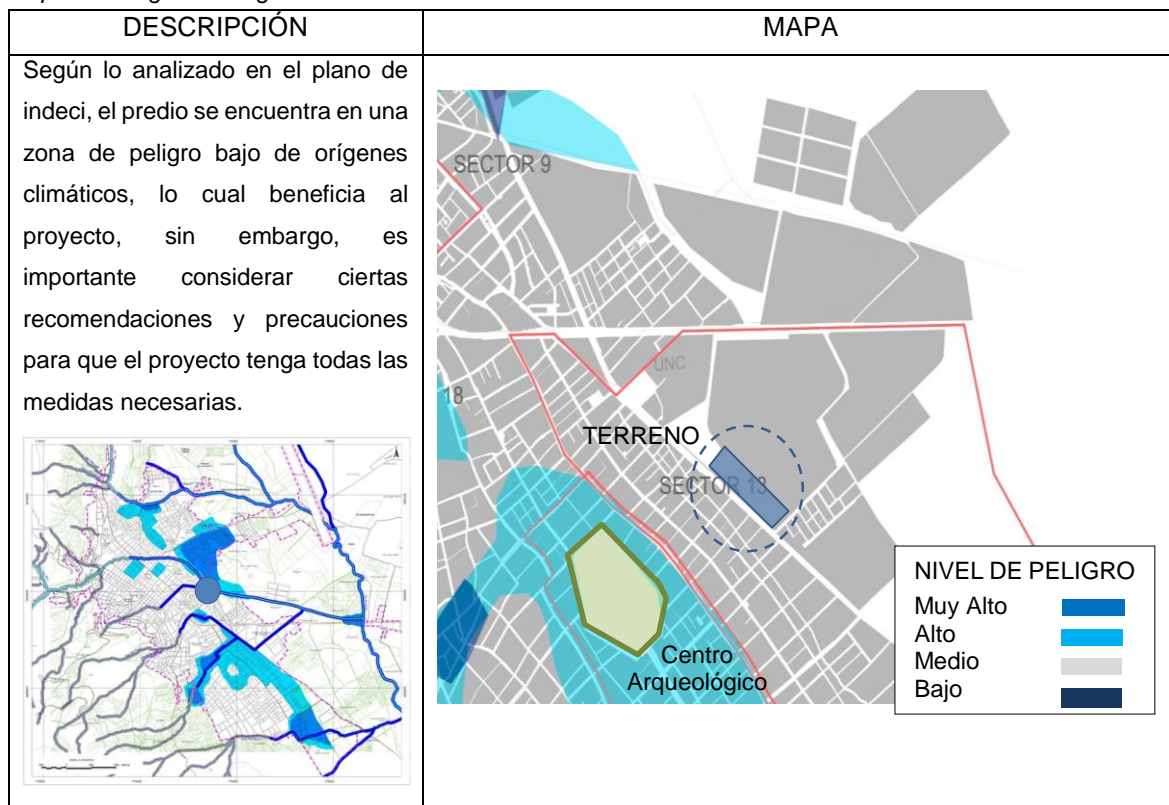 DESCRIPCIÓN
MAPA
Según lo analizado en el plano de
indeci, el predio se encuentra en una
zona de peligro bajo de orígenes
climáticos, lo cual beneficia al
proyecto, sin embargo, es
importante considerar ciertas
recomendaciones y precauciones
para que el proyecto tenga todas las
medidas necesarias.
SECTOR 9
UNC
18
TERRENO
SECTOR 13
Centro
Arqueológico
NIVEL DE PELIGRO
Muy Alto
Alto
Medio
Bajo